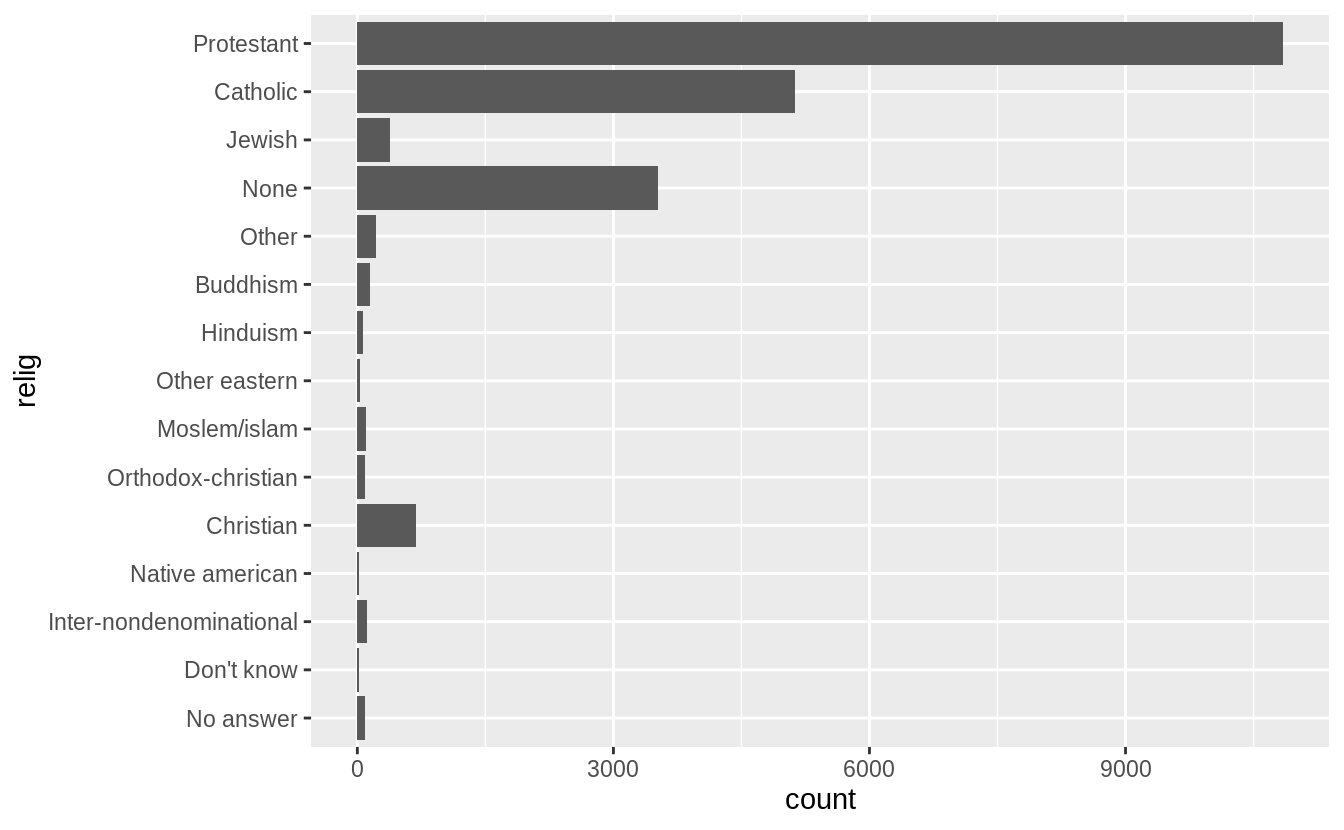 Protestant
Catholic
Jewish
None
Other
Buddhism
Hinduism
Other eastern
Moslem/islam
Orthodox-christian
Christian
Native american
Inter-nondenominational
Don't know
No answer
relig
0 3000 6000 9000
count